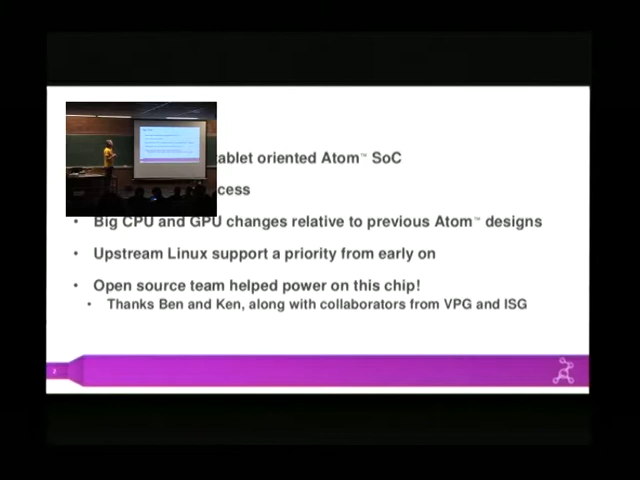 tablet oriented Atom™ SoC
cess
• Big CPU and GPU changes relative to previous Atom™ designs
• Upstream Linux support a priority from early on
• Open source team helped power on this chip!
• Thanks Ben and Ken, along with collaborators from VPG and ISG
2